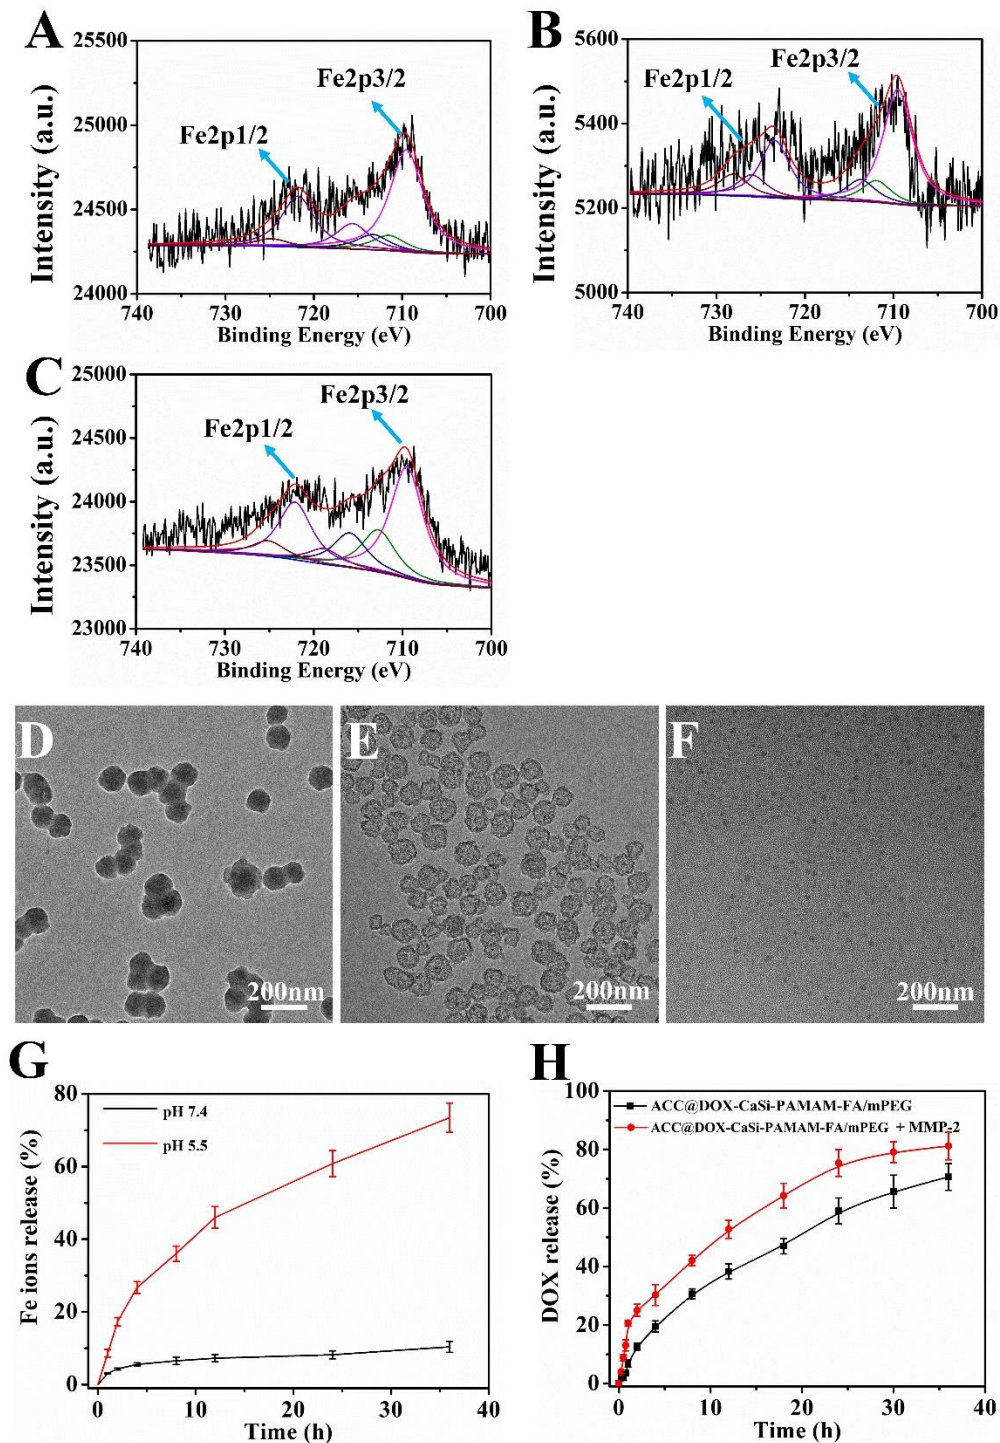 A
25500
25000
24500
24000
Intensity (a.u.)
Fe2p1/2
Fe2p3/2
740 730 720 710 700
Binding Energy (eV)
B
5600
5400
5200
5000
Intensity (a.u.)
Fe2p1/2
Fe2p3/2
740 730 720 710 700
Binding Energy (eV)
C
25000
24500
24000
23500
23000
Intensity (a.u.)
Fe2p1/2
Fe2p3/2
740 730 720 710 700
Binding Energy (eV)
D
200nm
E
200nm
F
200nm
G
80
60
40
20
0
Fe ions release (%)
pH 7.4
pH 5.5
0 10 20 30 40
Time (h)
H
100
80
60
40
20
0
DOX release (%)
ACC@DOX-CaSi-PAMAM-FA/mPEG
ACC@DOX-CaSi-PAMAM-FA/mPEG + MMP-2
0 10 20 30 40
Time (h)